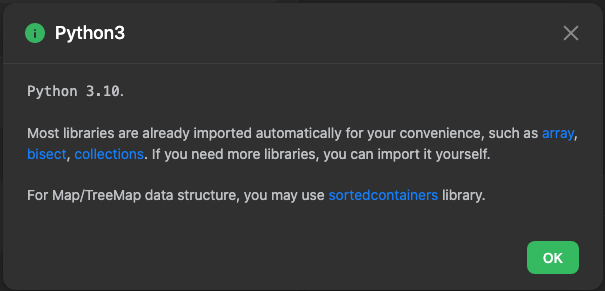 Python3
Python 3.10.
Most libraries are already imported automatically for your convenience, such as array,
bisect, collections. If you need more libraries, you can import it yourself.
For Map/TreeMap data structure, you may use sortedcontainers library.
OK